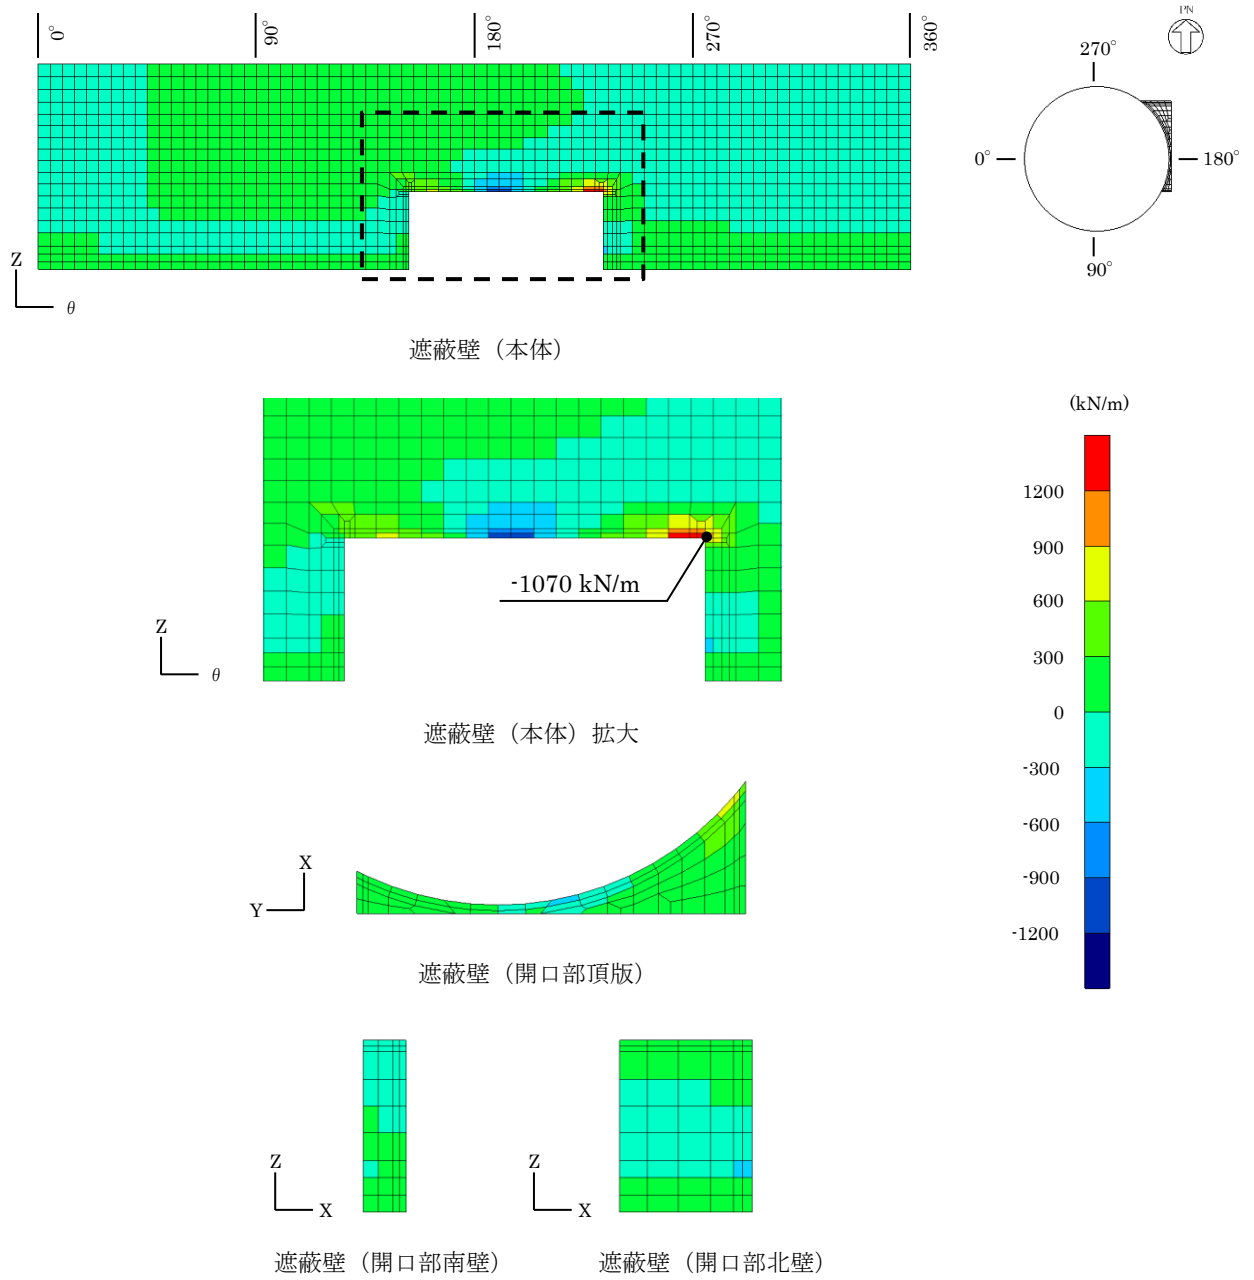 0°
90°
180°
270°
360°
PN
270°
0°
180°
90°
Z
θ
遮蔽壁（本体）
(kN/m)
1200
900
600
300
0
-300
-600
-900
-1200
-1070 kN/m
Z
θ
遮蔽壁（本体）拡大
X
Y
遮蔽壁（開口部頂版）
Z
X
Z
X
遮蔽壁（開口部南壁）
遮蔽壁（開口部北壁）